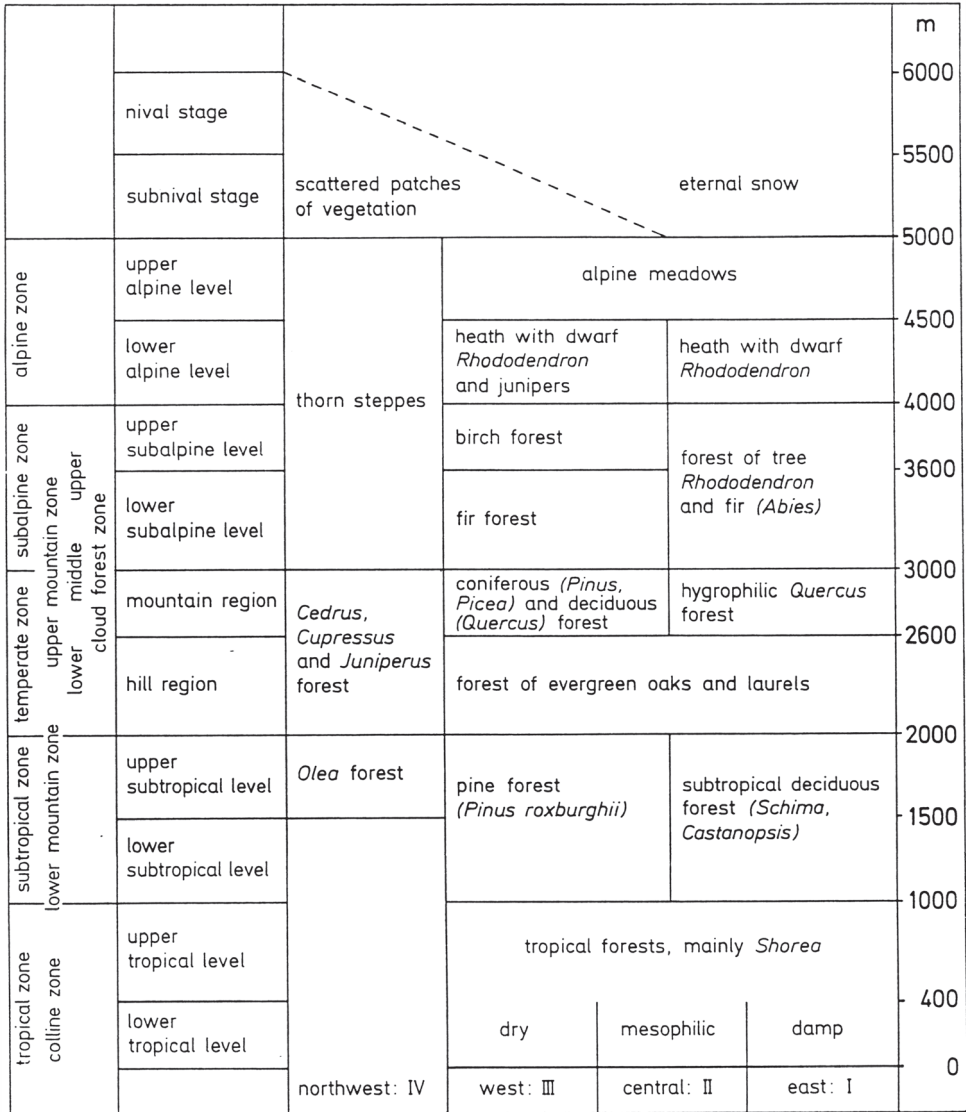 m
6000
nival stage
5500
subnival stage
scattered patches
of vegetation
eternal snow
5000
alpine zone
upper
alpine level
alpine meadows
4500
lower
alpine level
heath with dwarf
Rhododendron
and junipers
heath with dwarf
Rhododendron
thorn steppes
4000
subalpine zone
upper
subalpine level
birch forest
forest of tree
Rhododendron
and fir (Abies)
3600
lower
subalpine level
fir forest
upper mountain zone
lower middle upper
cloud forest zone
3000
temperate zone
mountain region
Cedrus,
Cupressus
and Juniperus
forest
coniferous (Pinus,
Picea) and deciduous
(Quercus) forest
hygrophilic Quercus
forest
2600
hill region
forest of evergreen oaks and laurels
2000
subtropical zone
lower mountain zone
upper
subtropical level
Olea forest
pine forest
(Pinus roxburghii)
subtropical deciduous
forest (Schima,
Castanopsis)
1500
lower
subtropical level
1000
tropical zone
colline zone
upper
tropical level
tropical forests, mainly Shorea
400
lower
tropical level
dry
mesophilic
damp
0
northwest: IV
west: III
central: II
east: I